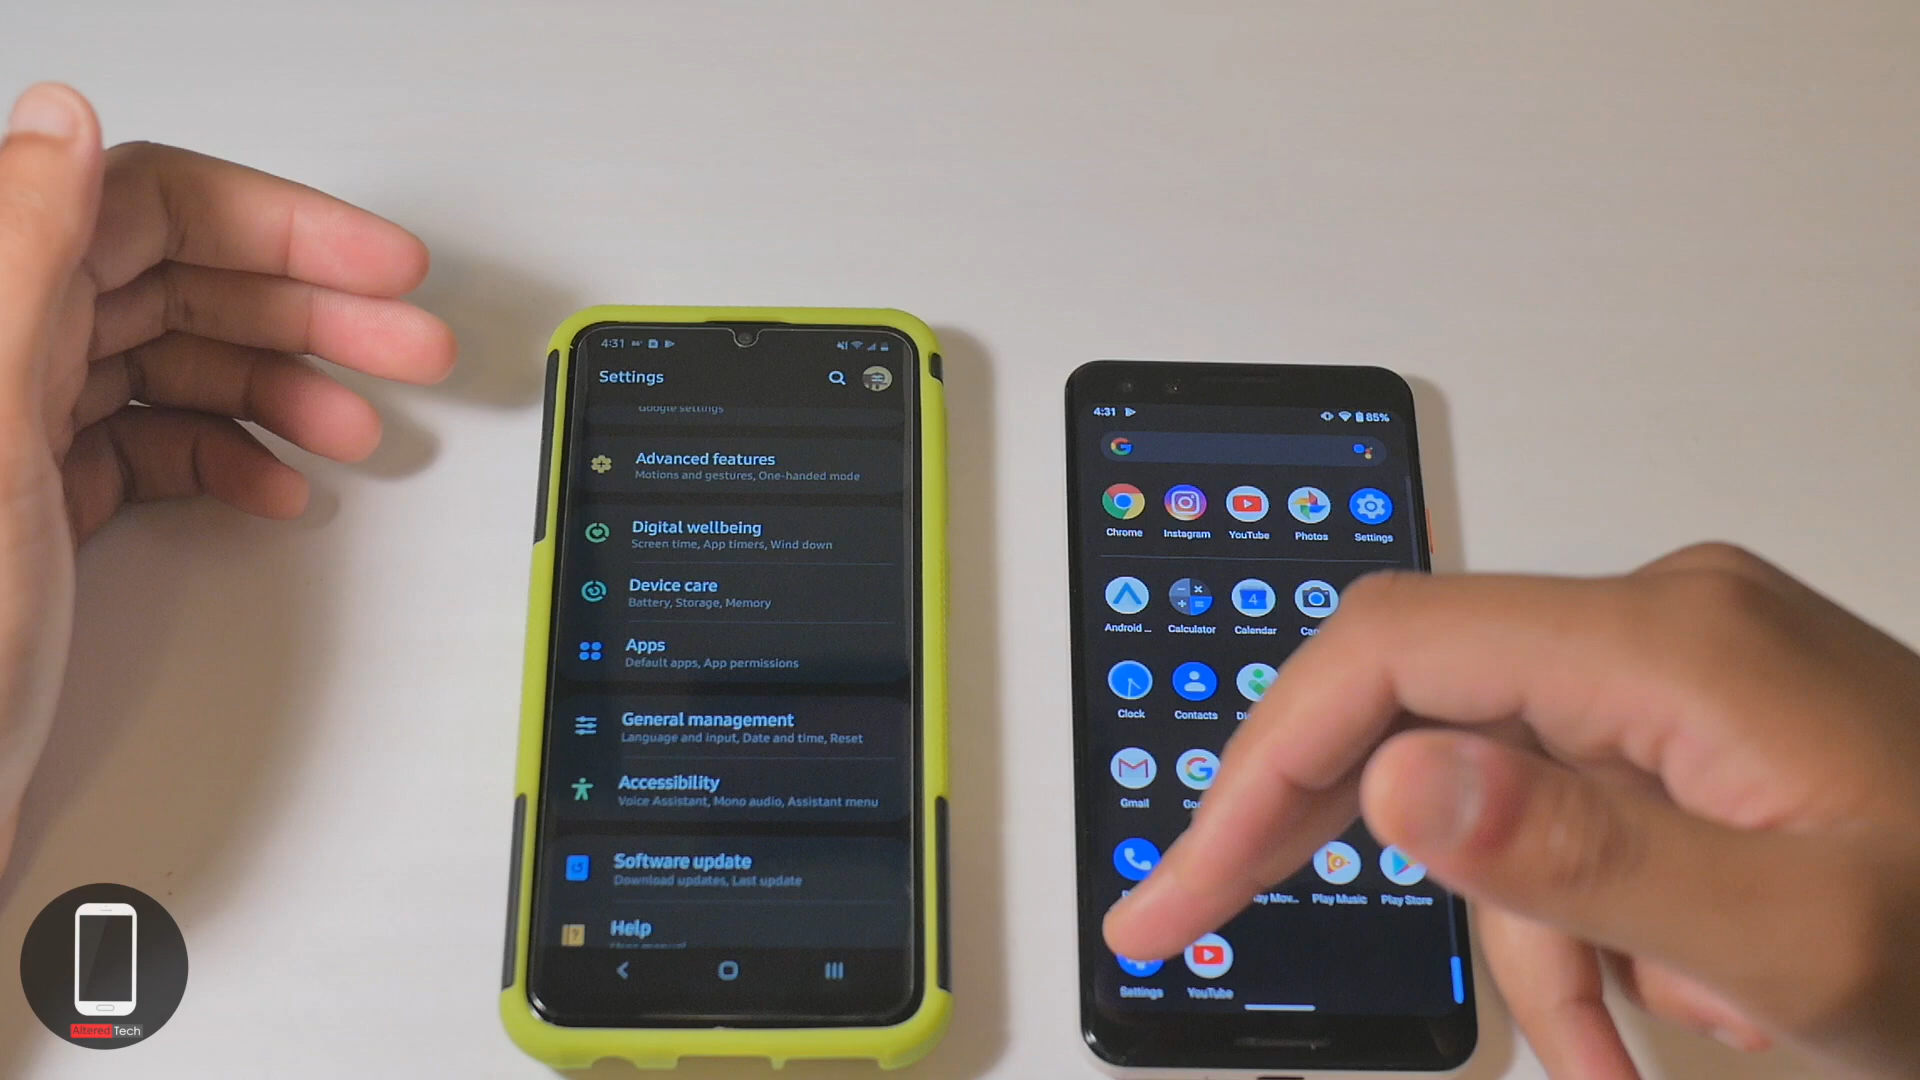 4:31
Settings
Google settings
Advanced features
Motions and gestures, One-handed mode
Digital wellbeing
Screen time, App timers, Wind down
Device care
Battery, Storage, Memory
Apps
Default apps, App permissions
General management
Language and input, Date and time, Reset
Accessibility
Voice Assistant, Mono audio, Assistant menu
Software update
Download updates, Last update
Help
4:31 85%
Chrome Instagram YouTube Photos Settings
Android ... Calculator Calendar
Clock Contacts
Gmail
Play Music Play Store
Settings YouTube
Altered Tech